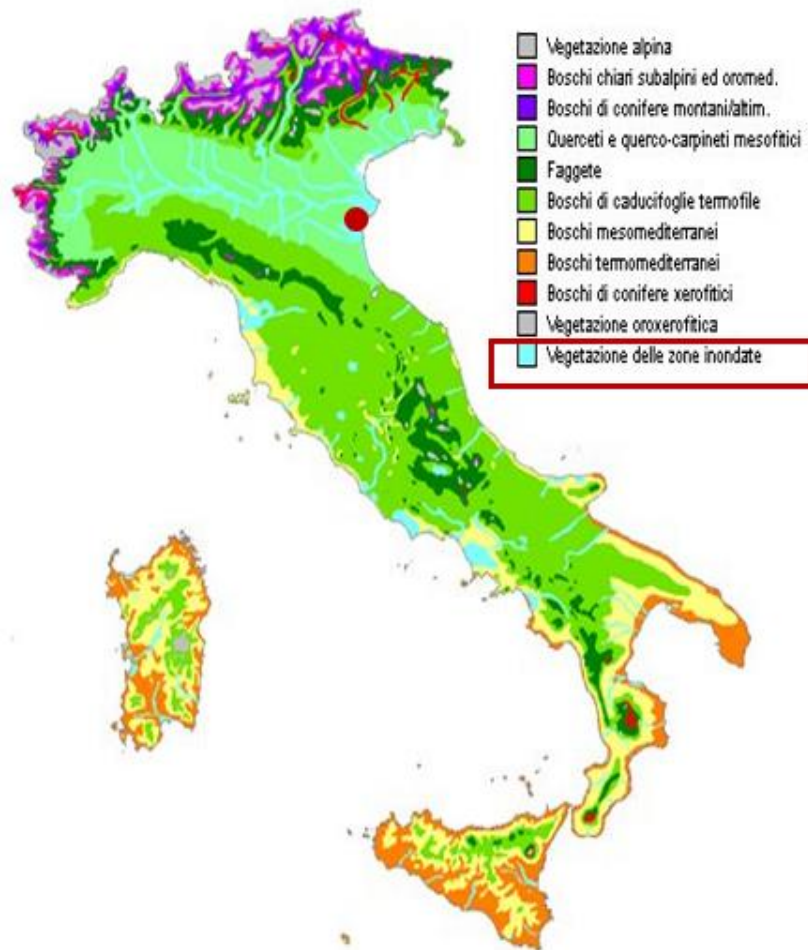 Vegetazione alpina
Boschi chiari subalpini ed oromed.
Boschi di conifere montani/altim.
Querceti e querco-carpineti mesofitici
Faggete
Boschi di caducifoglie termofile
Boschi mesomediterranei
Boschi termomediterranei
Boschi di conifere xerofitici
Vegetazione oroxerofitica
Vegetazione delle zone inondate